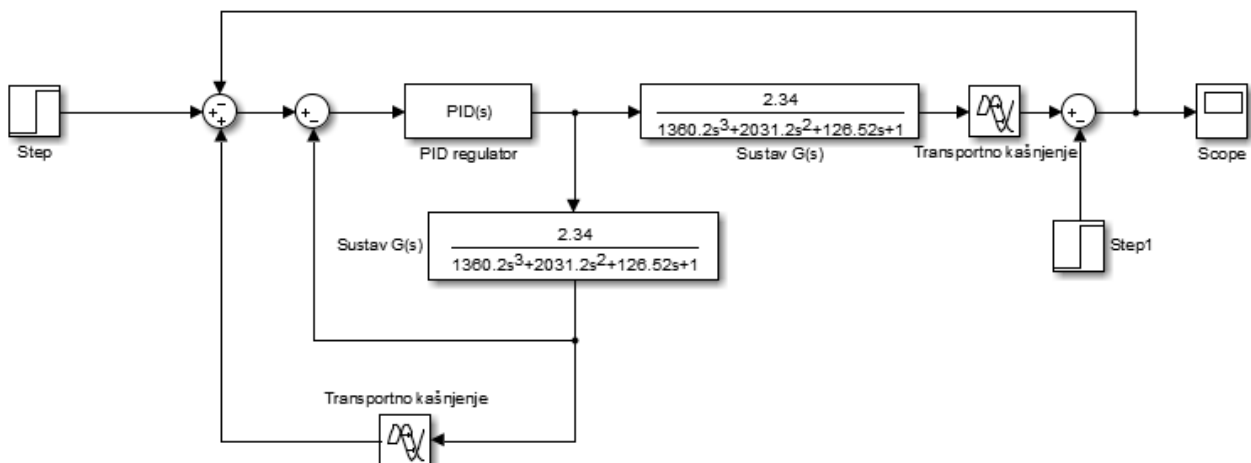 Step
PID(s)
PID regulator
2.34
1360.2s³+2031.2s²+126.52s+1
Sustav G(s)
Transportno kašnjenje
Scope
Step1
Sustav G(s)
2.34
1360.2s³+2031.2s²+126.52s+1
Transportno kašnjenje